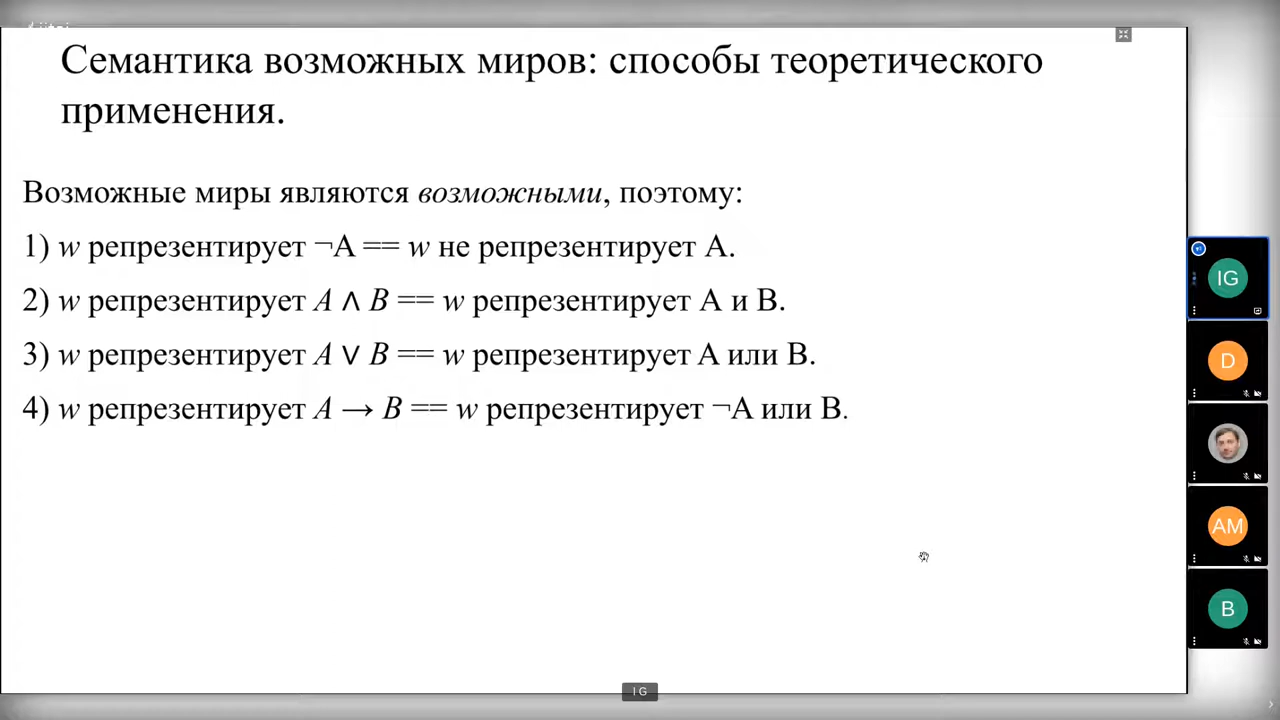 Семантика возможных миров: способы теоретического
применения.
Возможные миры являются возможными, поэтому:
1) w репрезентирует ¬A == w не репрезентирует A.
2) w репрезентирует A ∧ B == w репрезентирует A и B.
3) w репрезентирует A ∨ B == w репрезентирует A или B.
4) w репрезентирует A → B == w репрезентирует ¬A или B.
IG
D
AM
B
IG